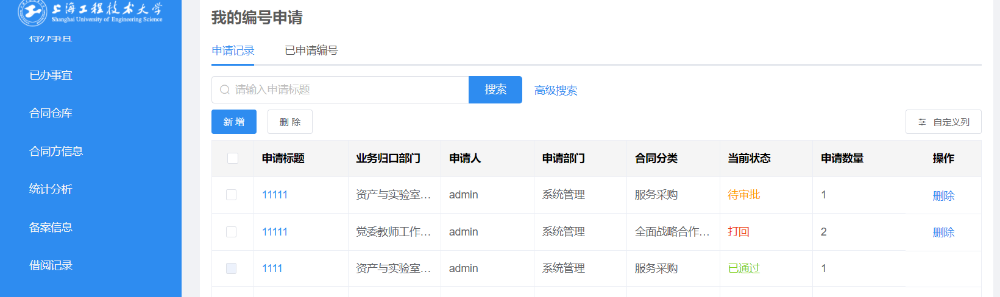 上海工程技术大学
Shanghai University of Engineering Science
待办事宜
已办事宜
合同仓库
合同方信息
统计分析
备案信息
借阅记录
我的编号申请
申请记录 已申请编号
请输入申请标题 搜索 高级搜索
新 增 删 除 自定义列
申请标题 业务归口部门 申请人 申请部门 合同分类 当前状态 申请数量 操作
11111 资产与实验室... admin 系统管理 服务采购 待审批 1 删除
11111 党委教师工作... admin 系统管理 全面战略合作... 打回 2 删除
1111 资产与实验室... admin 系统管理 服务采购 已通过 1